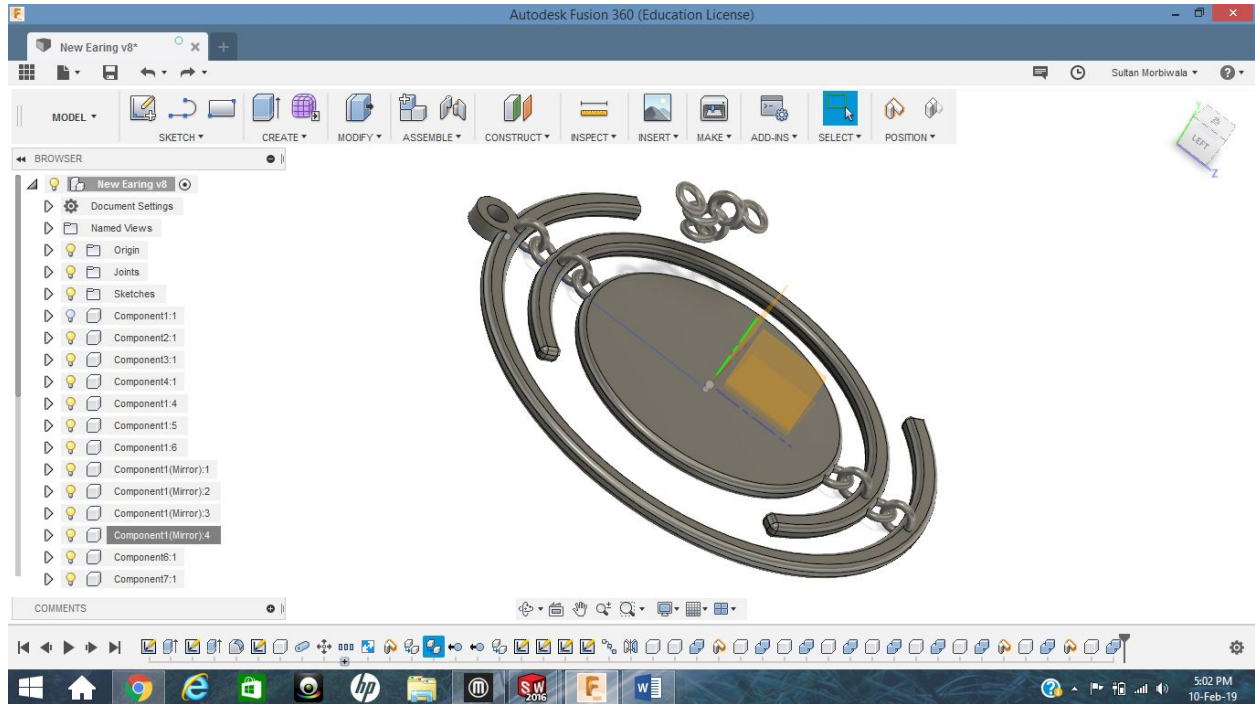 Autodesk Fusion 360 (Education License)
New Earing v8*
Sultan Morbiwala
MODEL
SKETCH
CREATE
MODIFY
ASSEMBLE
CONSTRUCT
INSPECT
INSERT
MAKE
ADD-INS
SELECT
POSITION
Y
LEFT
Z
BROWSER
New Earing v8
Document Settings
Named Views
Origin
Joints
Sketches
Component1:1
Component2:1
Component3:1
Component4:1
Component1:4
Component1:5
Component1:6
Component1(Mirror):1
Component1(Mirror):2
Component1(Mirror):3
Component1(Mirror):4
Component6:1
Component7:1
COMMENTS
hp
SW
2016
F
W
5:02 PM
10-Feb-19